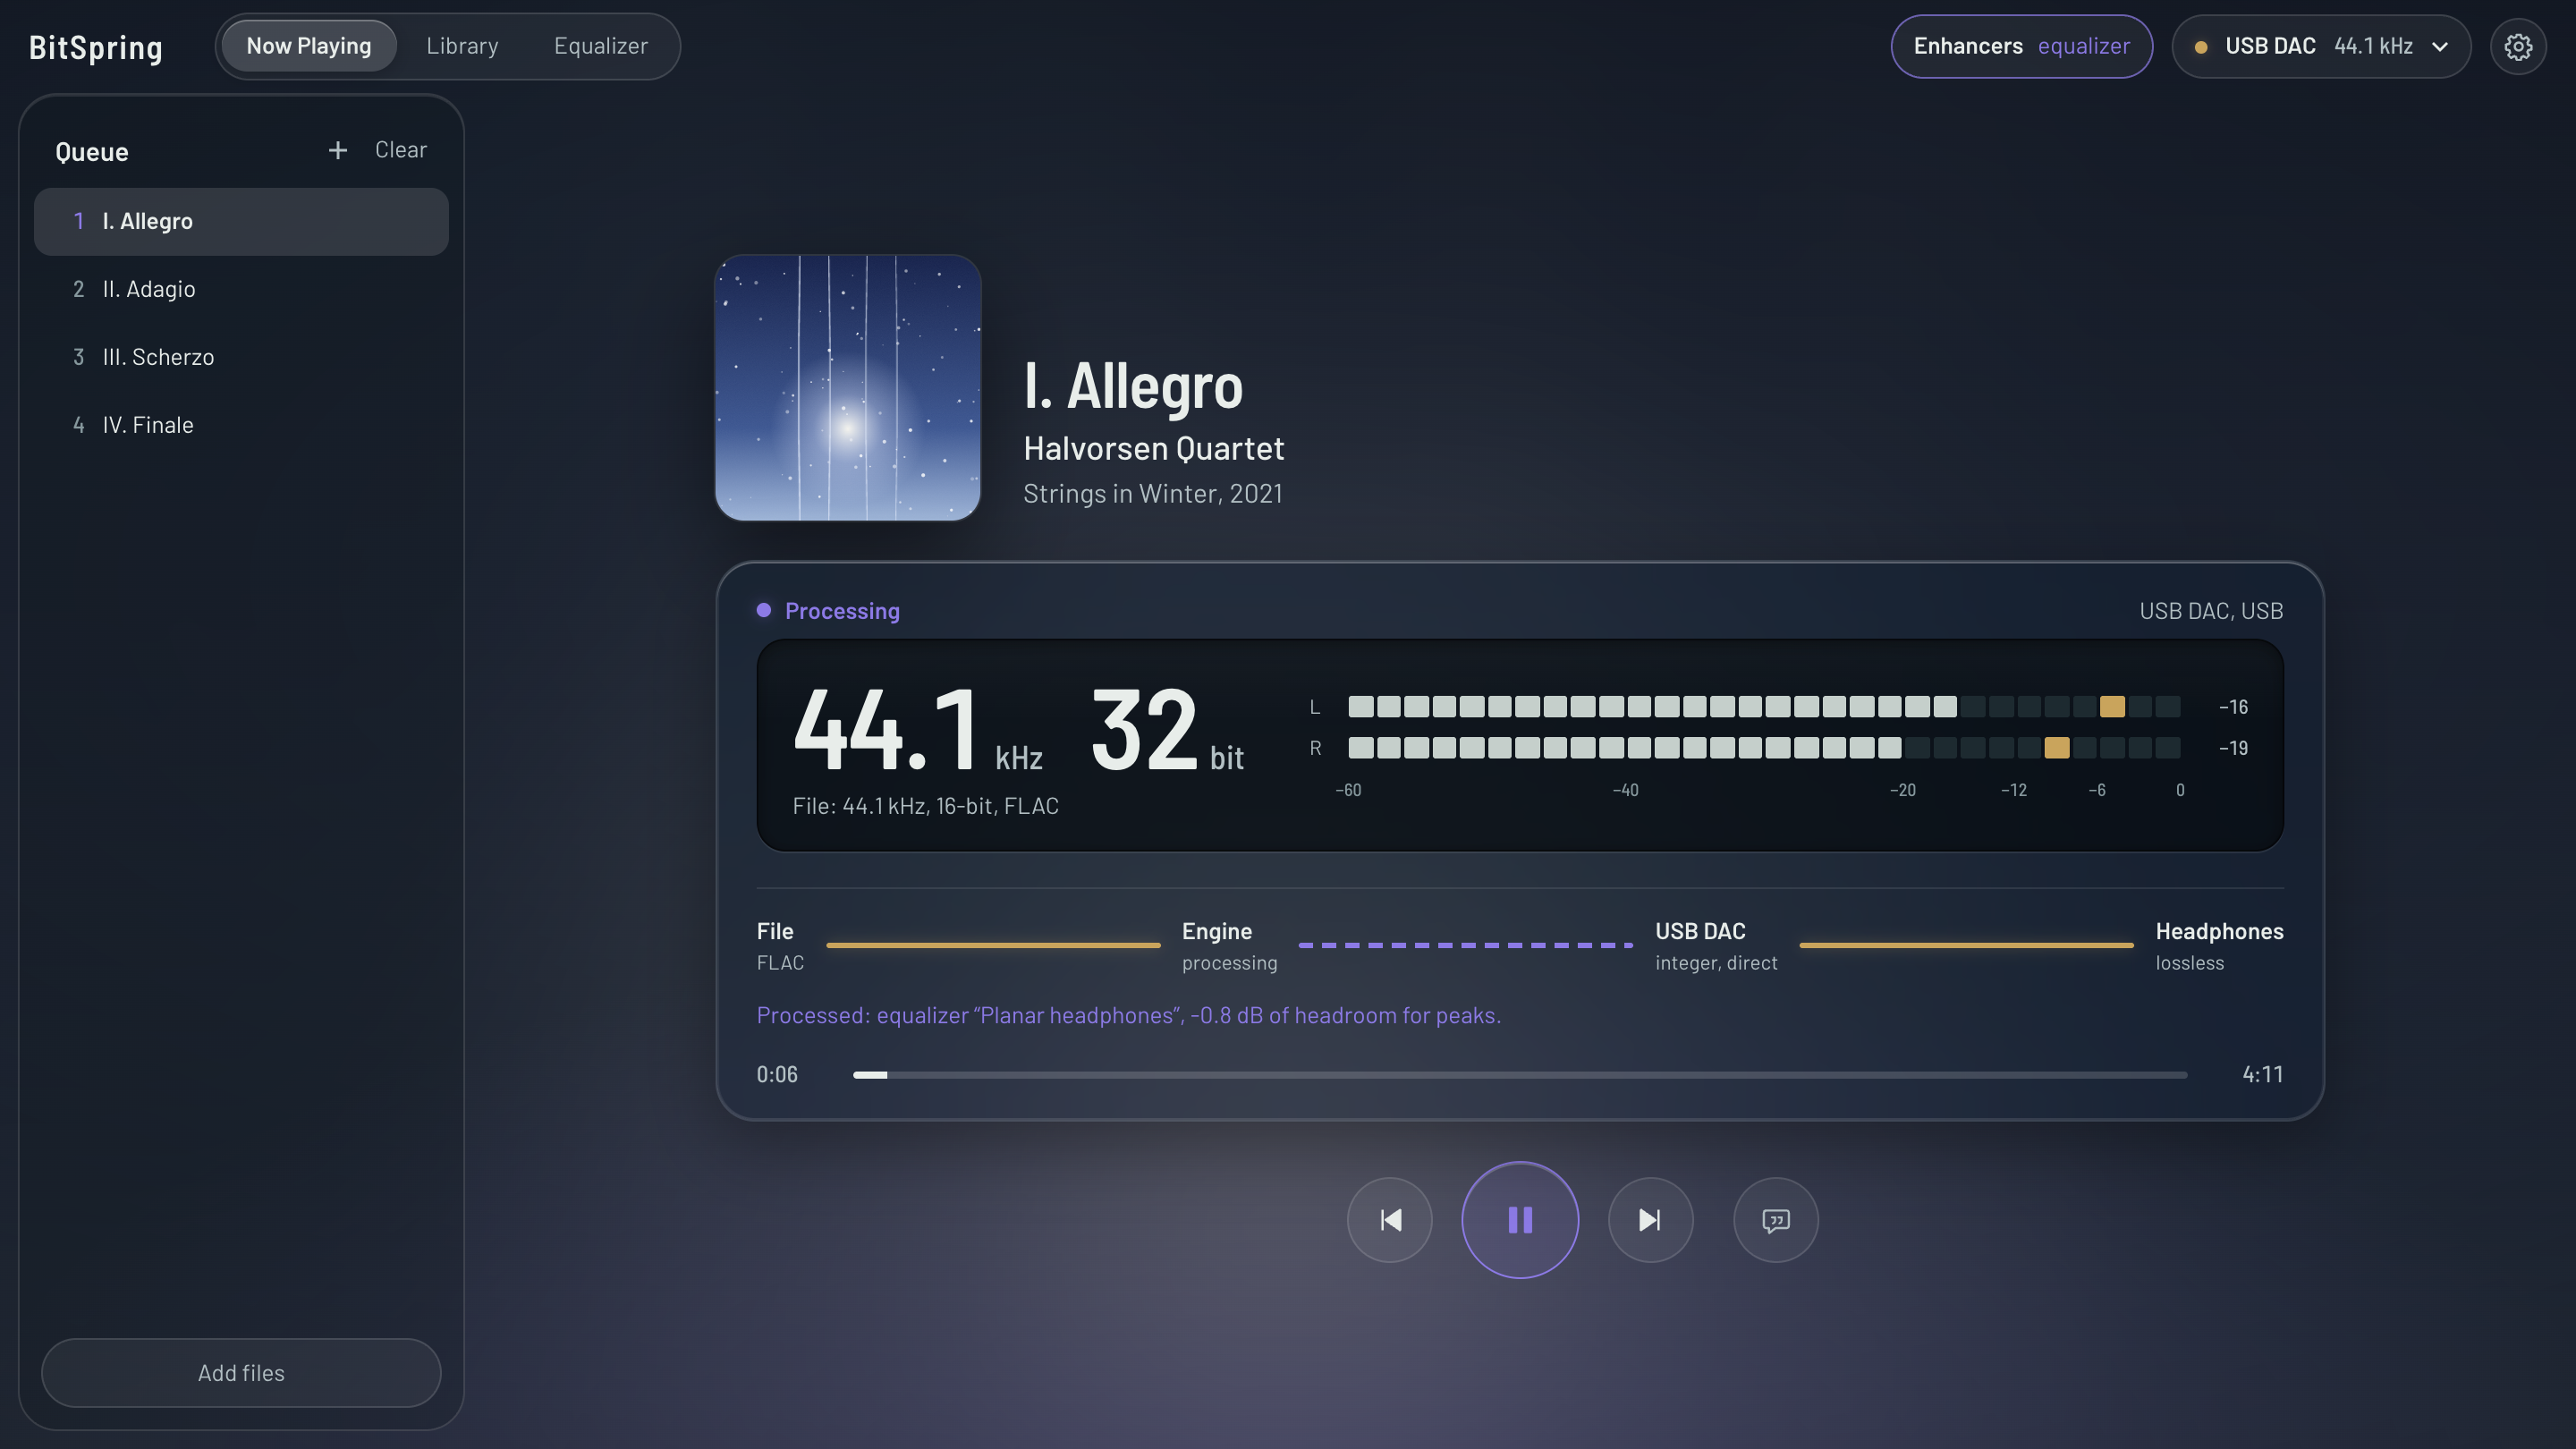 BitSpring
Now Playing
Library
Equalizer
Enhancers equalizer
USB DAC 44.1 kHz
Queue
Clear
1 I. Allegro
2 II. Adagio
3 III. Scherzo
4 IV. Finale
Add files
I. Allegro
Halvorsen Quartet
Strings in Winter, 2021
Processing
USB DAC, USB
44.1 kHz 32 bit
File: 44.1 kHz, 16-bit, FLAC
L −16
R −19
−60 −40 −20 −12 −6 0
File
FLAC
Engine
processing
USB DAC
integer, direct
Headphones
lossless
Processed: equalizer “Planar headphones”, -0.8 dB of headroom for peaks.
0:06
4:11